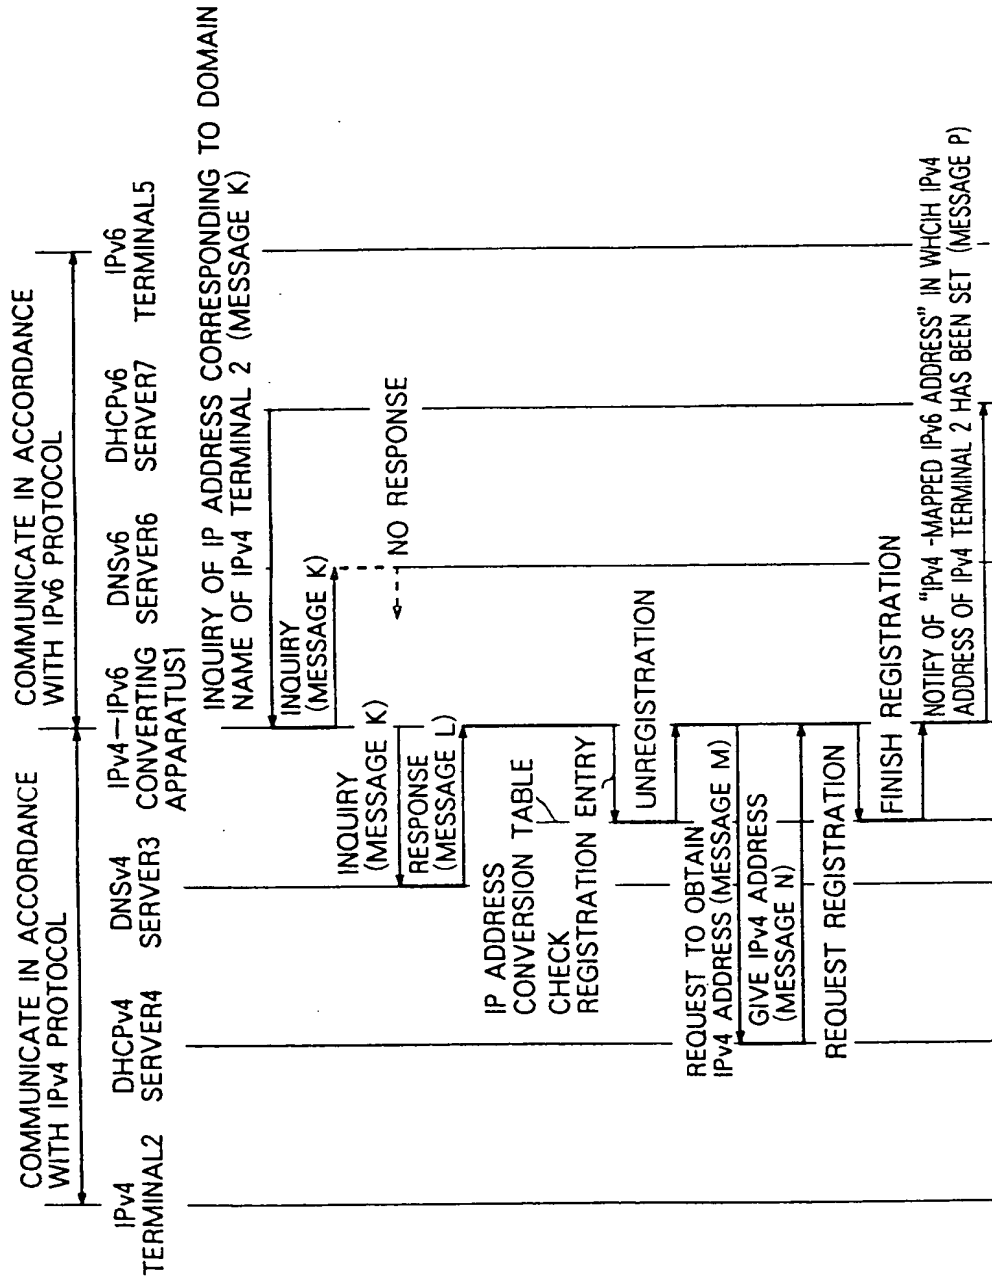 COMMUNICATE IN ACCORDANCE
WITH IPv4 PROTOCOL
COMMUNICATE IN ACCORDANCE
WITH IPv6 PROTOCOL
IPv4
TERMINAL2
DHCPv4
SERVER4
DNSv4
SERVER3
IPv4-IPv6
CONVERTING
APPARATUS1
DNSv6
SERVER6
DHCPv6
SERVER7
IPv6
TERMINAL5
INQUIRY OF IP ADDRESS CORRESPONDING TO DOMAIN
NAME OF IPv4 TERMINAL 2 (MESSAGE K)
INQUIRY
(MESSAGE K)
NO RESPONSE
INQUIRY
(MESSAGE K)
RESPONSE
(MESSAGE L)
IP ADDRESS
CONVERSION TABLE
CHECK
REGISTRATION ENTRY
UNREGISTRATION
REQUEST TO OBTAIN
IPv4 ADDRESS (MESSAGE M)
GIVE IPv4 ADDRESS
(MESSAGE N)
REQUEST REGISTRATION
FINISH REGISTRATION
NOTIFY OF "IPv4 -MAPPED IPv6 ADDRESS" IN WHCIH IPv4
ADDRESS OF IPv4 TERMINAL 2 HAS BEEN SET (MESSAGE P)